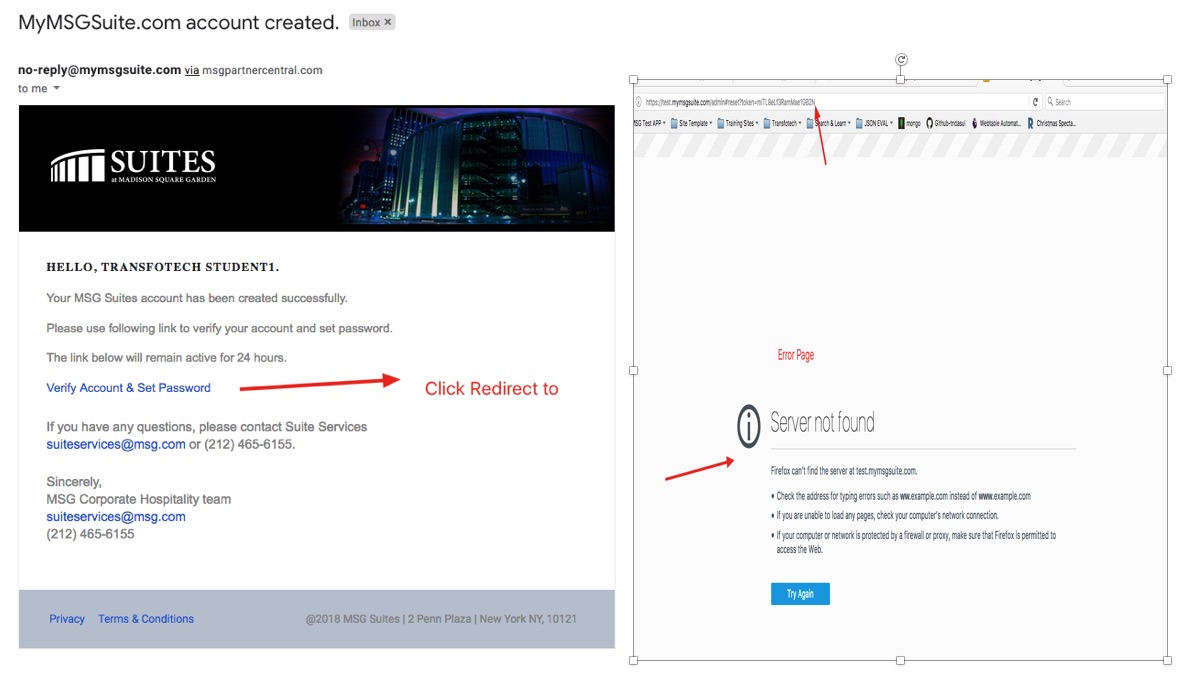 MyMSGSuite.com account created. Inbox ×
no-reply@mymsgsuite.com via msgpartnercentral.com
to me
SUITES
at MADISON SQUARE GARDEN
HELLO, TRANSFOTECH STUDENT1.
Your MSG Suites account has been created successfully.
Please use following link to verify your account and set password.
The link below will remain active for 24 hours.
Verify Account & Set Password
Click Redirect to
If you have any questions, please contact Suite Services
suiteservices@msg.com or (212) 465-6155.
Sincerely,
MSG Corporate Hospitality team
suiteservices@msg.com
(212) 465-6155
Privacy Terms & Conditions @2018 MSG Suites | 2 Penn Plaza | New York NY, 10121
Search
MSG Test APP Site Template Training Sites Transfotech Search & Learn JSON EVAL mongo Github-tndasul Webtable Automat... Christmas Specta...
Error Page
Server not found
Firefox can't find the server at test.mymsgsuite.com.
• Check the address for typing errors such as ww.example.com instead of www.example.com
• If you are unable to load any pages, check your computer's network connection.
• If your computer or network is protected by a firewall or proxy, make sure that Firefox is permitted to
access the Web.
Try Again